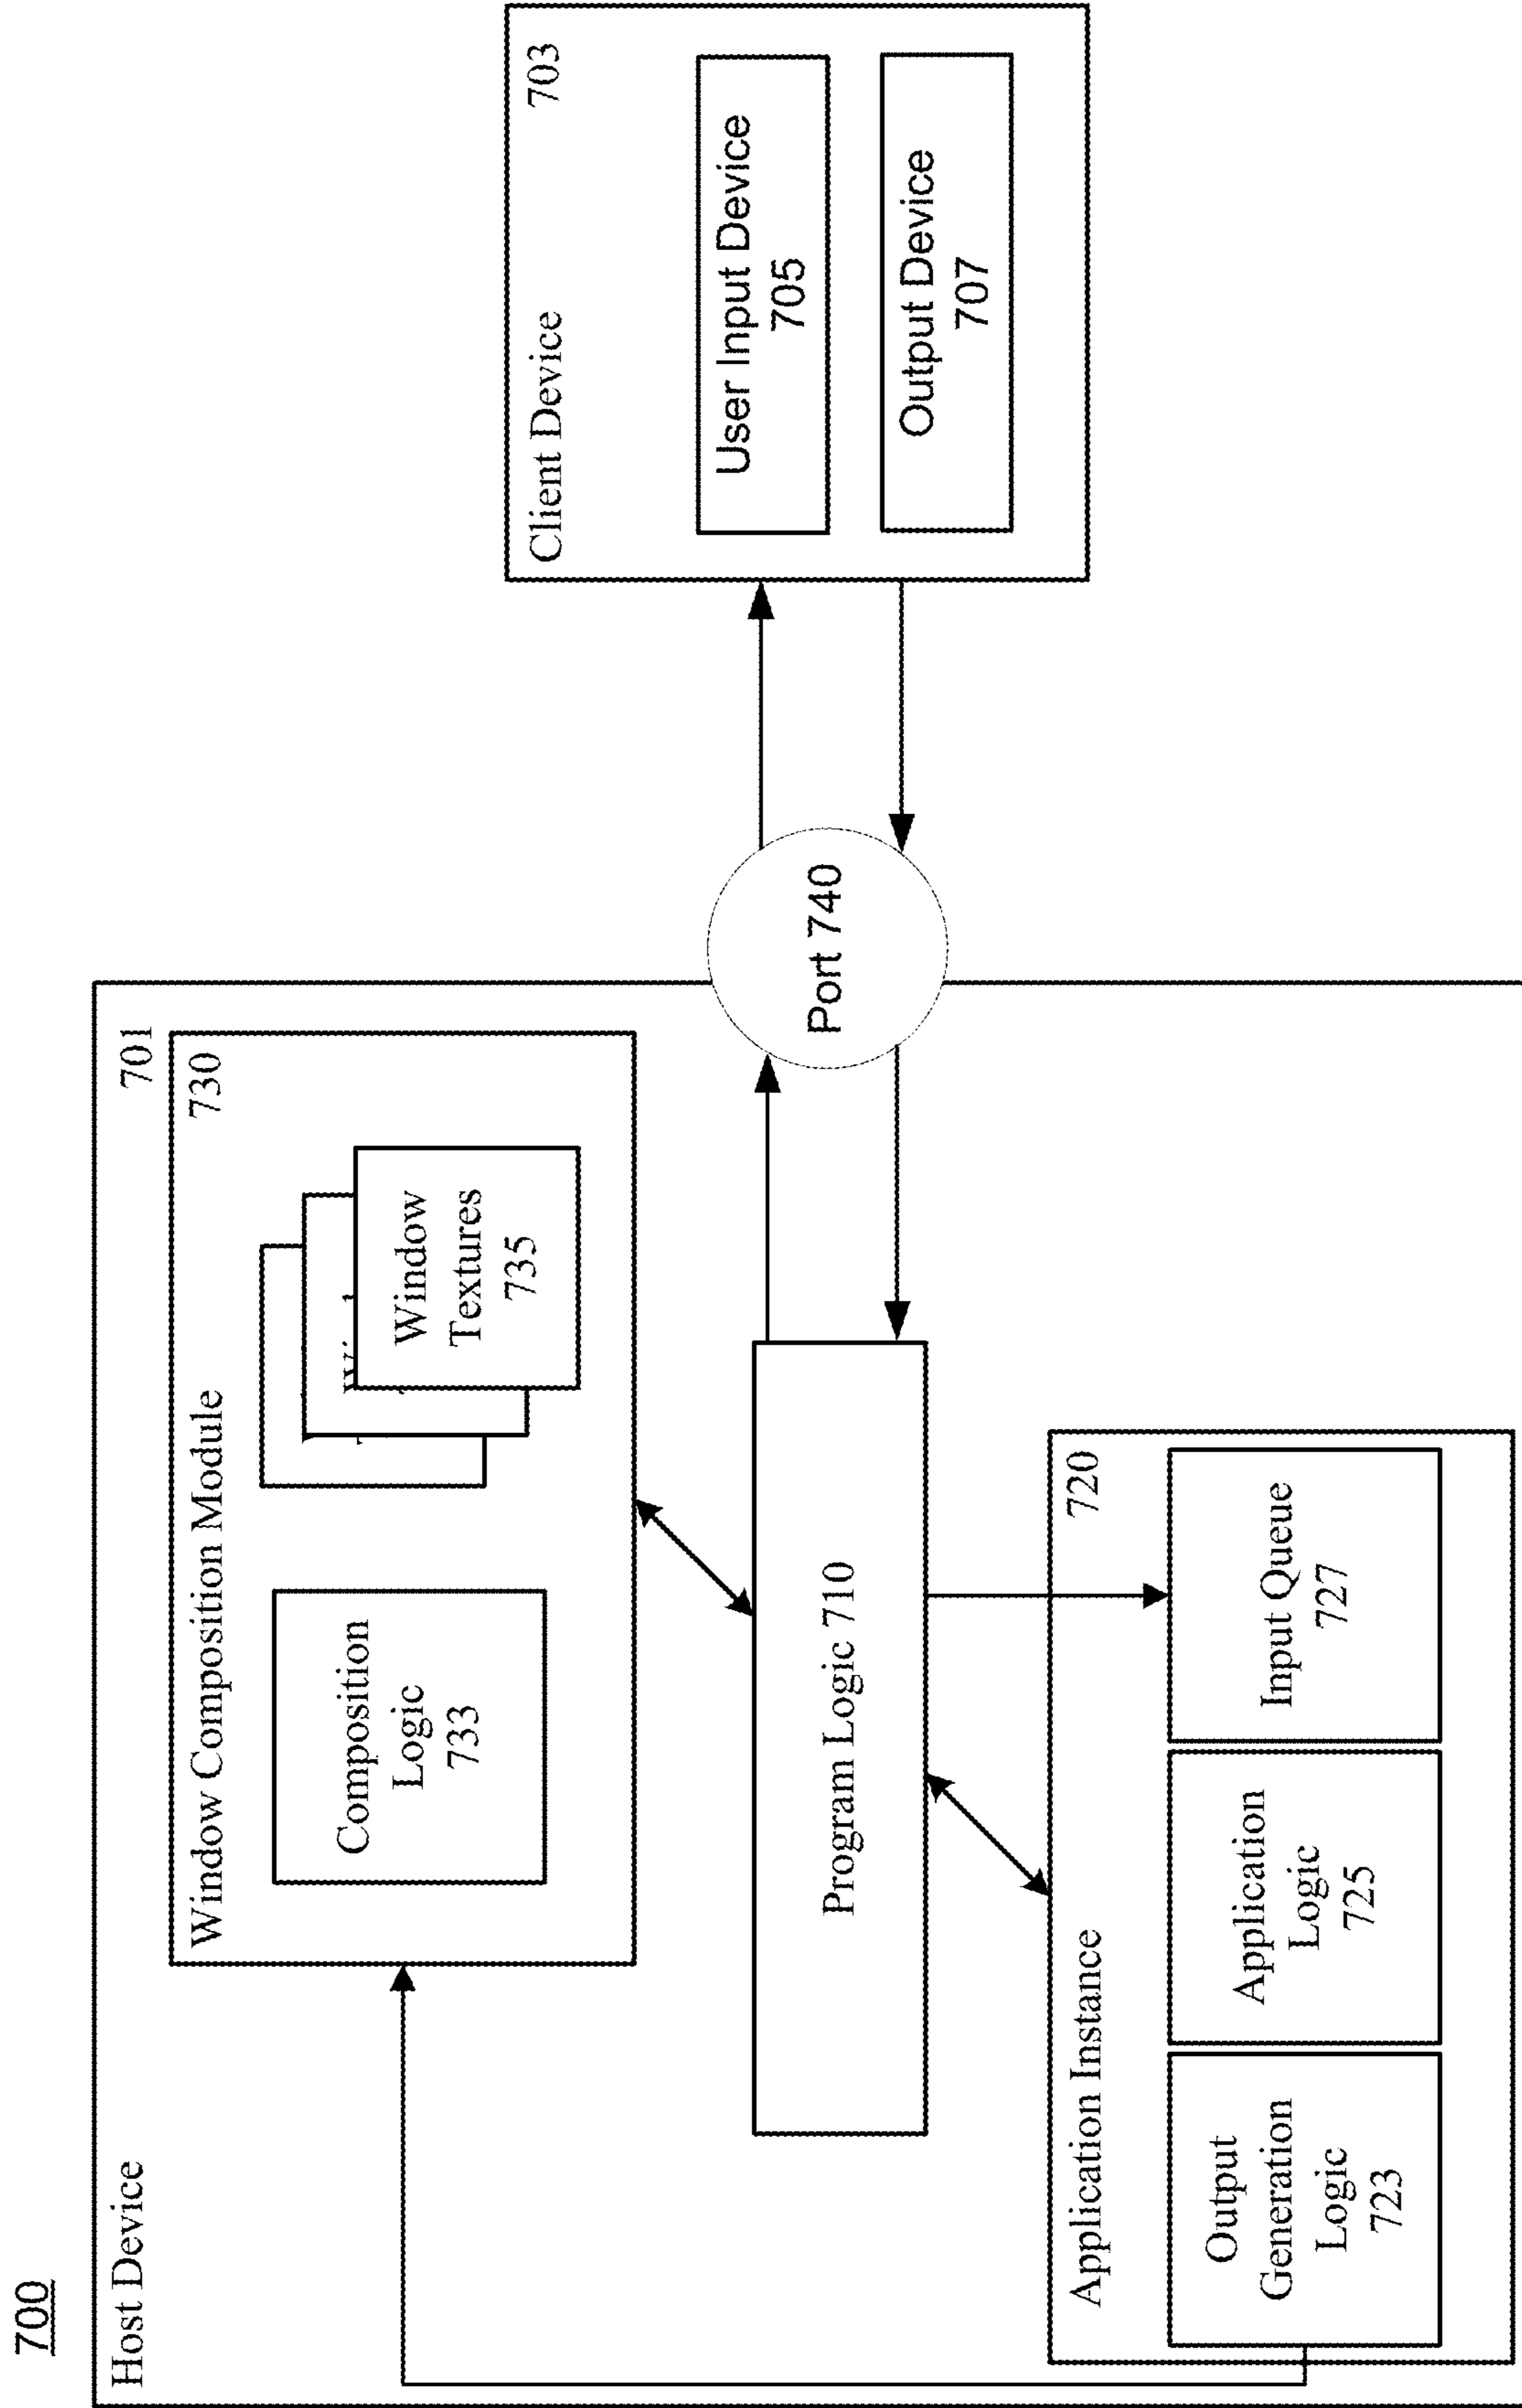 700
Host Device
701
Window Composition Module
730
Composition
Logic
733
Window
Textures
735
Program Logic 710
Application Instance
720
Output
Generation
Logic
723
Application
Logic
725
Input Queue
727
Port 740
Client Device
703
User Input Device
705
Output Device
707